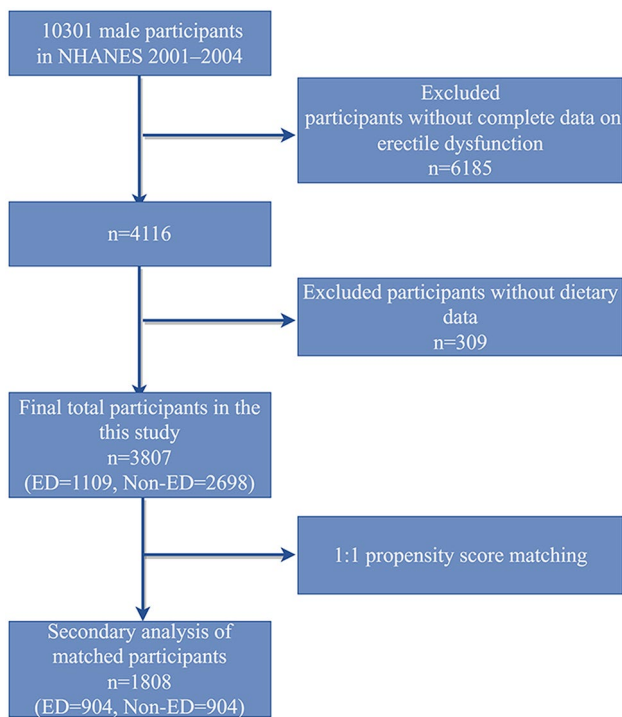 10301 male participants
in NHANES 2001–2004
Excluded
participants without complete data on
erectile dysfunction
n=6185
n=4116
Excluded participants without dietary
data
n=309
Final total participants in the
this study
n=3807
(ED=1109, Non-ED=2698)
1:1 propensity score matching
Secondary analysis of
matched participants
n=1808
(ED=904, Non-ED=904)